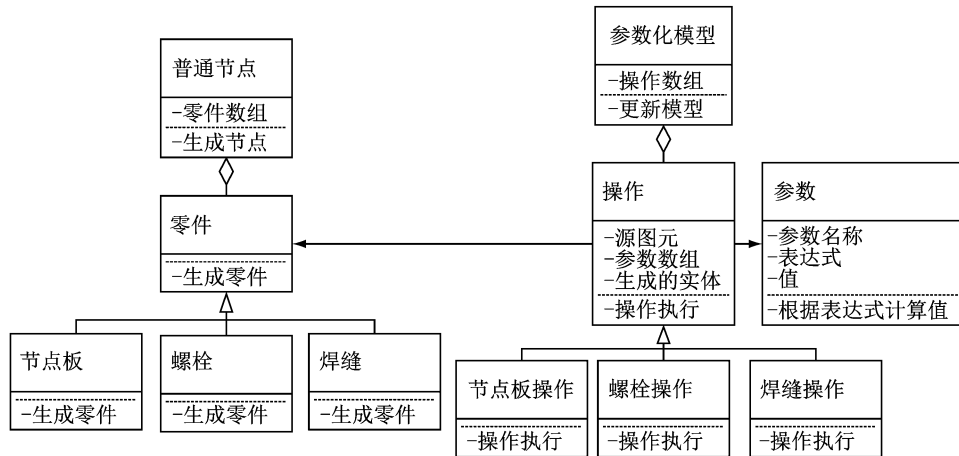 参数化模型
-操作数组
-更新模型
普通节点
-零件数组
-生成节点
零件
-生成零件
操作
-源图元
-参数数组
-生成的实体
-操作执行
参数
-参数名称
-表达式
-值
-根据表达式计算值
节点板
-生成零件
螺栓
-生成零件
焊缝
-生成零件
节点板操作
-操作执行
螺栓操作
-操作执行
焊缝操作
-操作执行